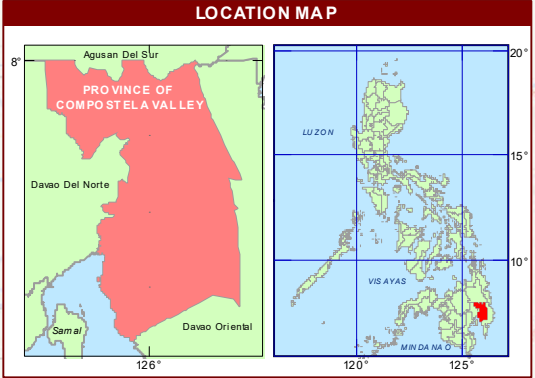 LOCATION MAP
Agusan Del Sur
8°
PROVINCE OF
COMPOSTELA VALLEY
Davao Del Norte
Samal
Davao Oriental
126°
20°
LUZON
15°
10°
VISAYAS
MINDANAO
120°
125°